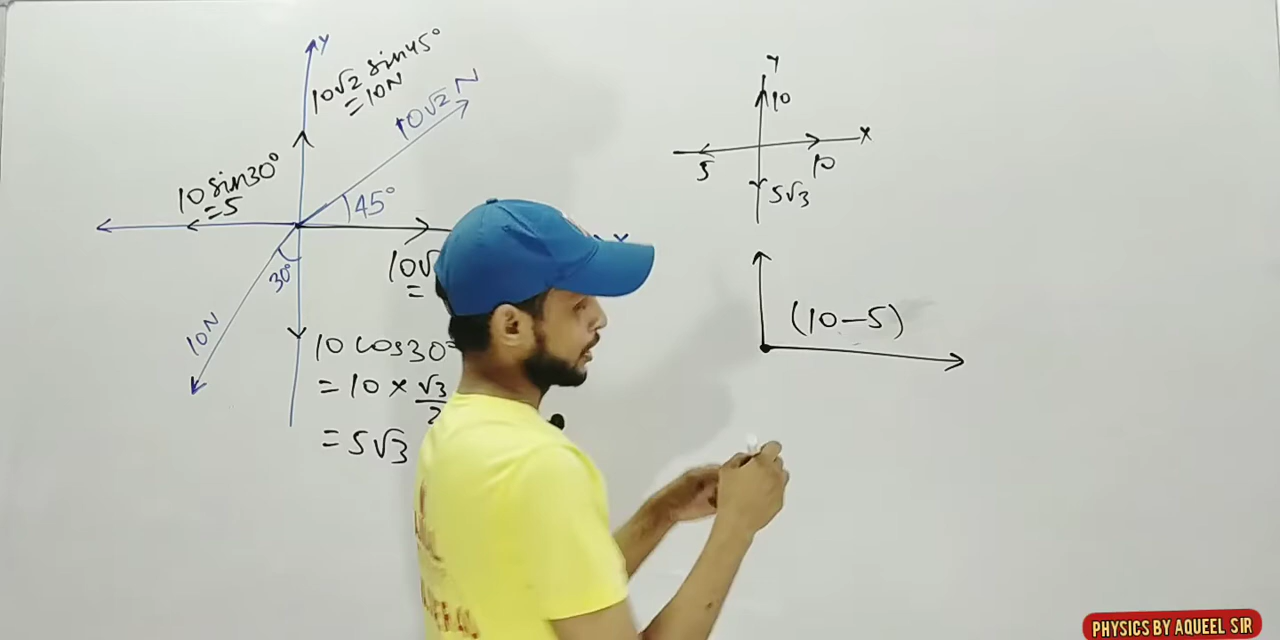 Y
10√2 sin45°
= 10N
10√2 N
10 sin30°
= 5
45°
30°
10N
10√
=
10 cos30°
= 10 × √3/2
= 5√3
Y
10
X
5
10
5√3
(10-5)
PHYSICS BY AQUEEL SIR